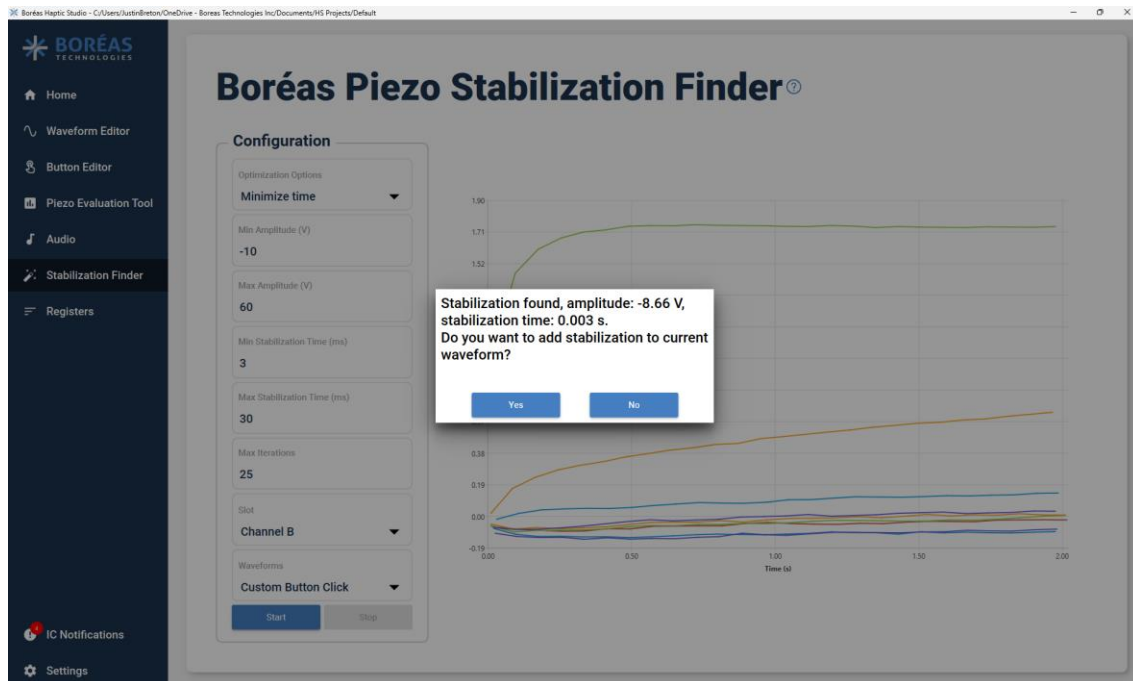 Boréas Haptic Studio - C:/Users/JustinBreton/OneDrive - Boreas Technologies Inc/Documents/HS Projects/Default
BORÉAS
TECHNOLOGIES
Home
Waveform Editor
Button Editor
Piezo Evaluation Tool
Audio
Stabilization Finder
Registers
IC Notifications
Settings
Boréas Piezo Stabilization Finder
Configuration
Optimization Options
Minimize time
Min Amplitude (V)
-10
Max Amplitude (V)
60
Min Stabilization Time (ms)
3
Max Stabilization Time (ms)
30
Max Iterations
25
Slot
Channel B
Waveforms
Custom Button Click
Start Stop
1.90
1.71
1.52
0.38
0.19
0.00
-0.19
0.00 0.50 1.00 1.50 2.00
Time (s)
Stabilization found, amplitude: -8.66 V,
stabilization time: 0.003 s.
Do you want to add stabilization to current
waveform?
Yes No